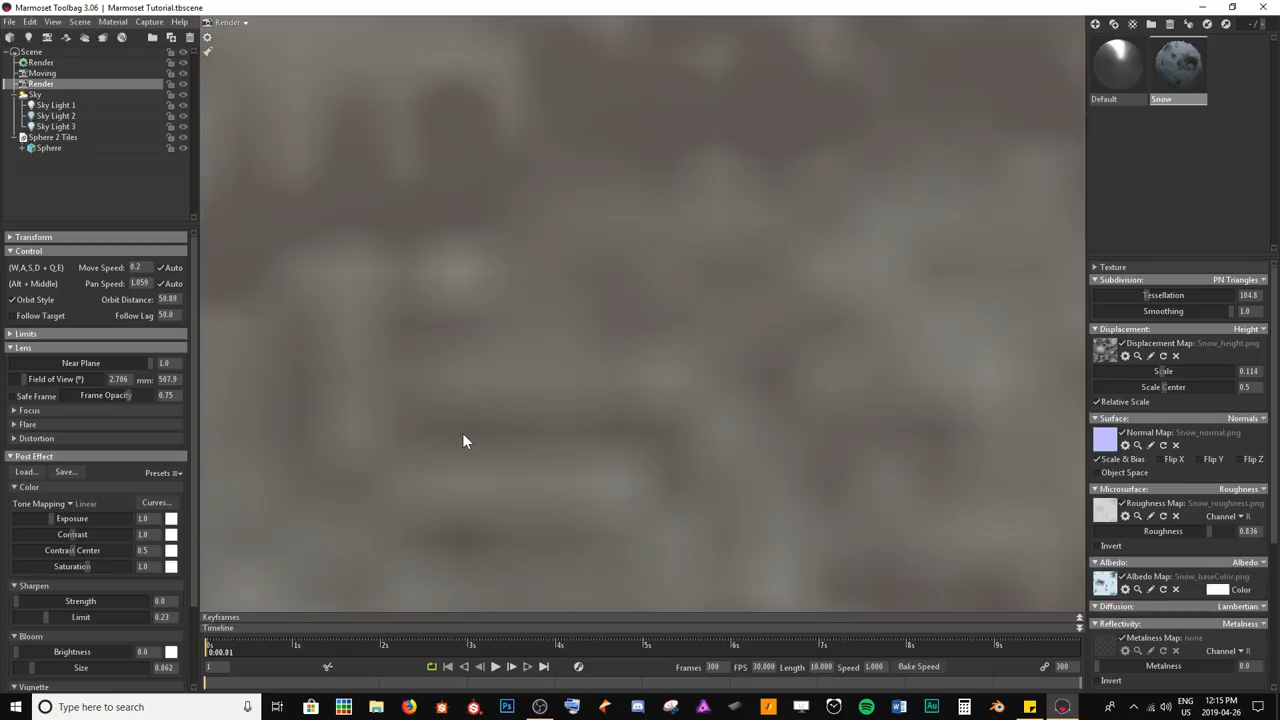 Marmoset Toolbag 3.06 | Marmoset Tutorial.tbscene
File Edit View Scene Material Capture Help
Scene
Render
Moving
Render
Sky
Sky Light 1
Sky Light 2
Sky Light 3
Sphere 2 Tiles
Sphere
Transform
Control
(W,A,S,D + Q,E) Move Speed: 0.2 Auto
(Alt + Middle) Pan Speed: 1.059 Auto
Orbit Style Orbit Distance: 50.89
Follow Target Follow Lag 50.0
Limits
Lens
Near Plane 1.0
Field of View (°) 2.706 mm: 507.9
Safe Frame Frame Opacity 0.75
Focus
Flare
Distortion
Post Effect
Load... Save... Presets
Color
Tone Mapping Linear Curves...
Exposure 1.0
Contrast 1.0
Contrast Center 0.5
Saturation 1.0
Sharpen
Strength 0.0
Limit 0.23
Bloom
Brightness 0.0
Size 0.062
Vignette
Render
Keyframes
Timeline
0s 1s 2s 3s 4s 5s 6s 7s 8s 9s
0:00.01
1 Frames 300 FPS 30.000 Length 10.000 Speed 1.000 Bake Speed 300
- /
Default Snow
Texture
Subdivision: PN Triangles
Tessellation 104.8
Smoothing 1.0
Displacement: Height
Displacement Map: Snow_height.png
Scale 0.114
Scale Center 0.5
Relative Scale
Surface: Normals
Normal Map: Snow_normal.png
Scale & Bias Flip X Flip Y Flip Z
Object Space
Microsurface: Roughness
Roughness Map: Snow_roughness.png
Channel R
Roughness 0.836
Invert
Albedo: Albedo
Albedo Map: Snow_baseColor.png
Color
Diffusion: Lambertian
Reflectivity: Metalness
Metalness Map: none
Channel R
Metalness 0.0
Invert
Type here to search
Ps
Ai
W
Au
ENG
US
12:15 PM
2019-04-26